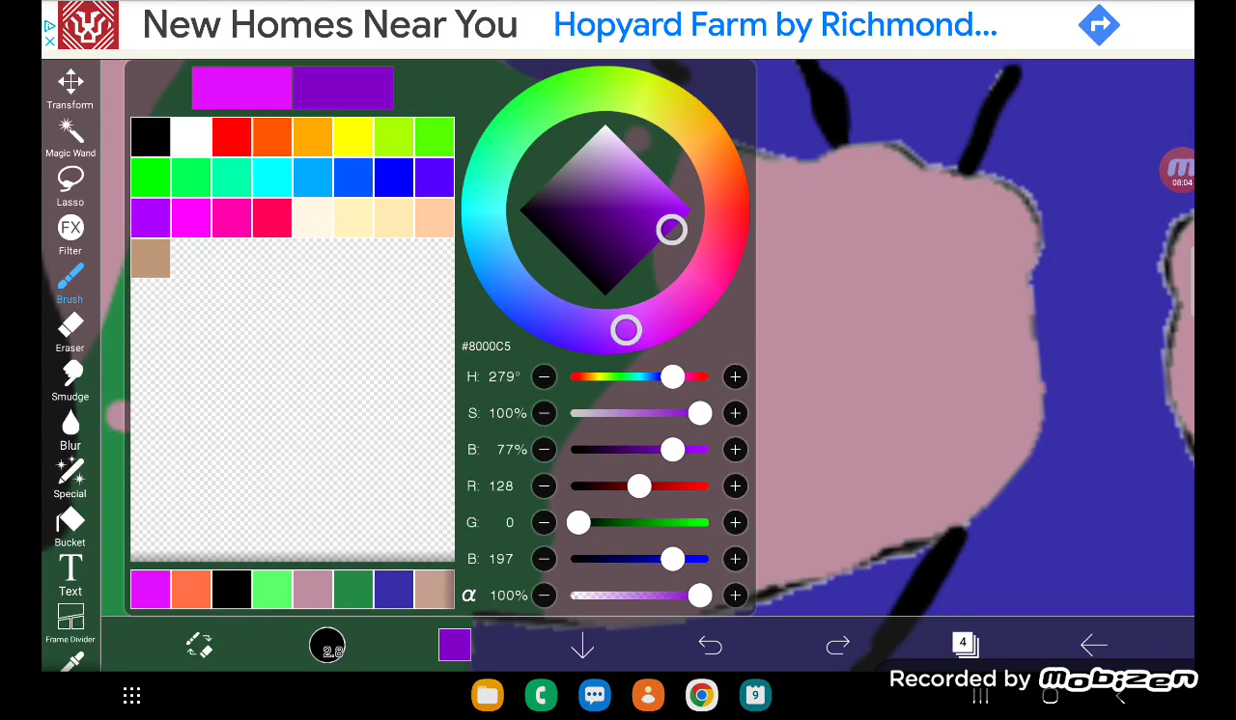 New Homes Near You
Hopyard Farm by Richmond...
Transform
Magic Wand
Lasso
FX
Filter
Brush
Eraser
Smudge
Blur
Special
Bucket
T
Text
Frame Divider
#8000C5
H: 279°
S: 100%
B: 77%
R: 128
G: 0
B: 197
α 100%
08:04
2.8
4
Recorded by mobizen
9